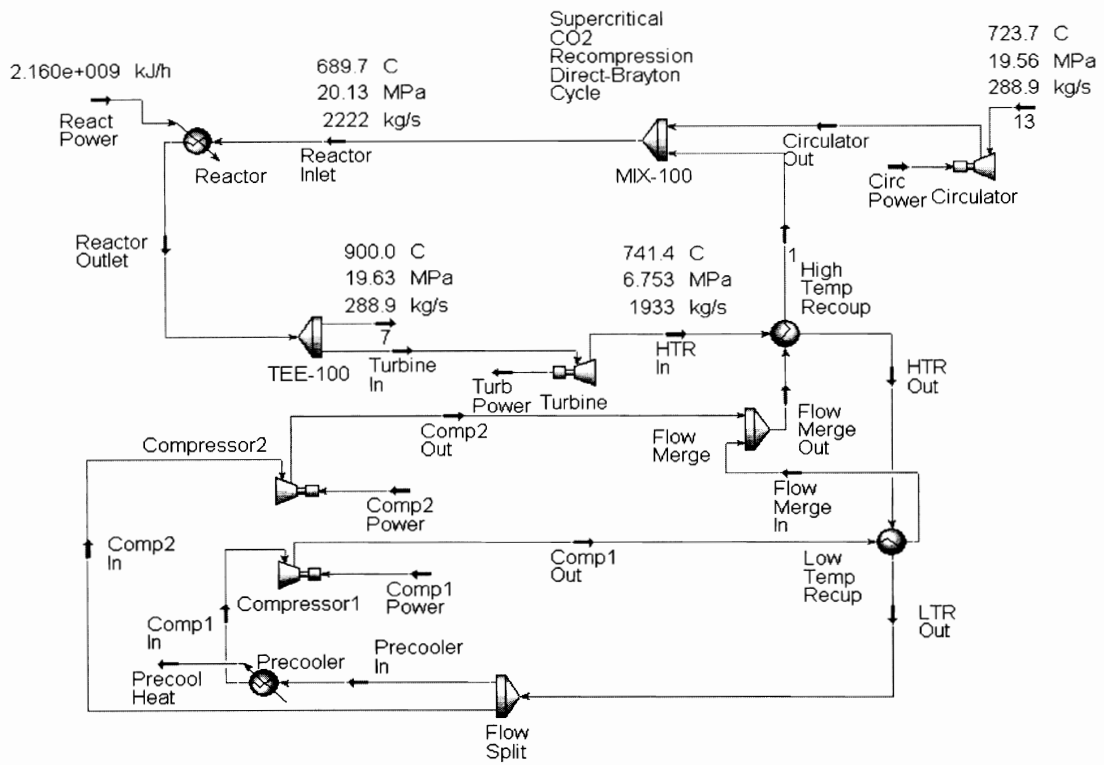 Supercritical
CO2
Recompression
Direct-Brayton
Cycle
723.7 C
19.56 MPa
288.9 kg/s
13
2.160e+009 kJ/h
689.7 C
20.13 MPa
2222 kg/s
React
Power
Reactor
Reactor
Inlet
MIX-100
Circulator
Out
Circ
Power
Circulator
Reactor
Outlet
900.0 C
19.63 MPa
288.9 kg/s
7
741.4 C
6.753 MPa
1933 kg/s
1
High
Temp
Recoup
TEE-100
Turbine
In
HTR
In
Turb
Power
Turbine
HTR
Out
Compressor2
Comp2
Out
Flow
Merge
Flow
Merge
Out
Comp2
Power
Flow
Merge
In
Comp2
In
Comp1
Out
Low
Temp
Recup
Compressor1
Comp1
Power
Comp1
In
LTR
Out
Precooler
Precooler
In
Precool
Heat
Flow
Split